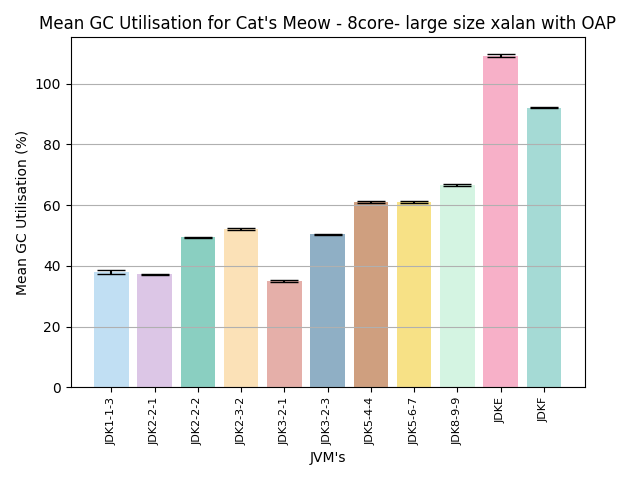 Mean GC Utilisation for Cat's Meow - 8core- large size xalan with OAP
Mean GC Utilisation (%)
100
80
60
40
20
0
JDK1-1-3
JDK2-2-1
JDK2-2-2
JDK2-3-2
JDK3-2-1
JDK3-2-3
JDK5-4-4
JDK5-6-7
JDK8-9-9
JDKE
JDKF
JVM's